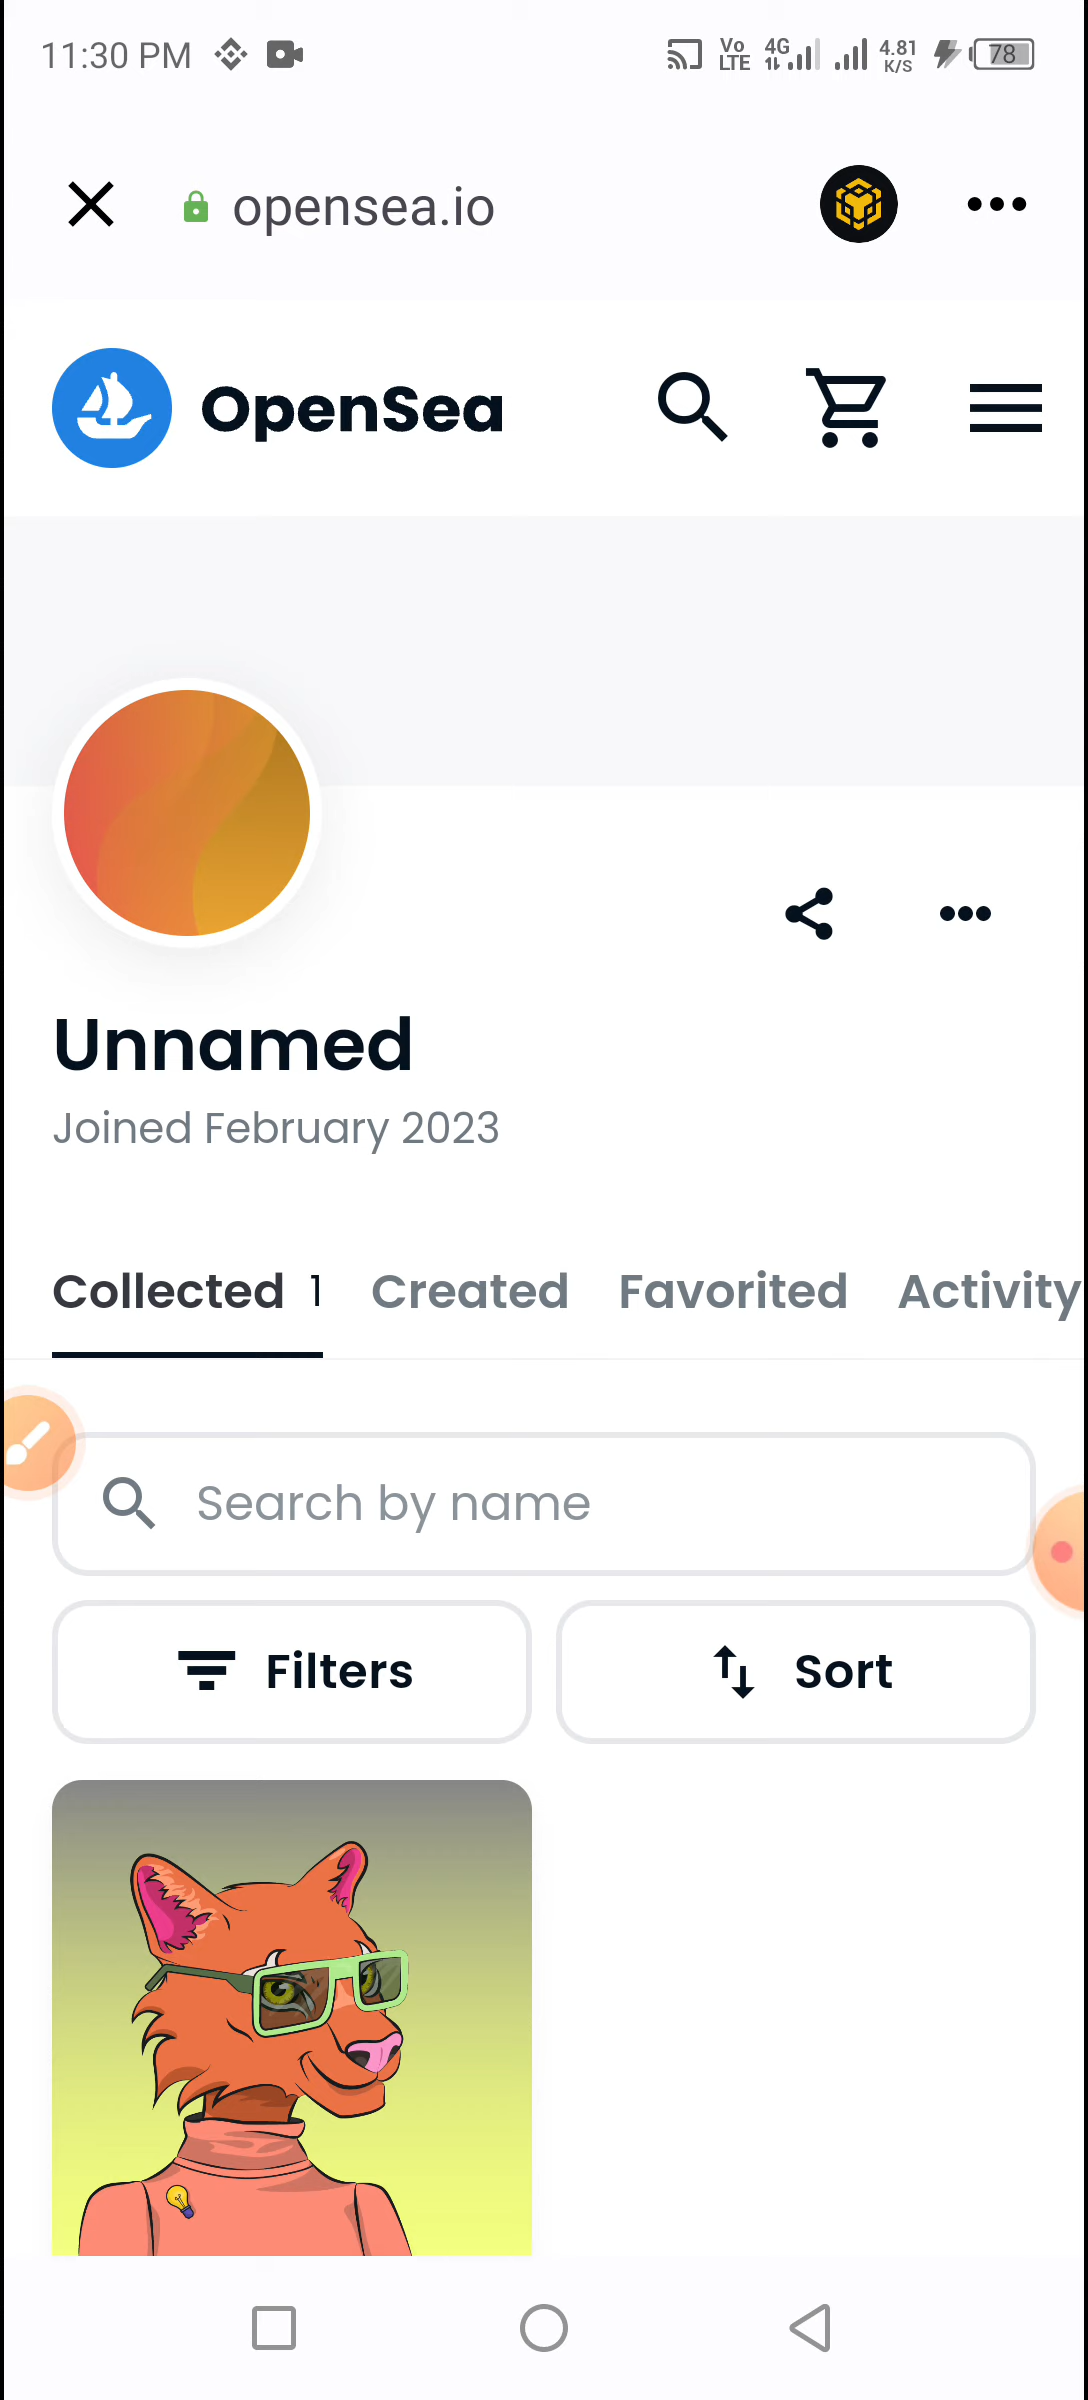 11:30 PM Vo LTE 4G 4.81 K/S 78
opensea.io
OpenSea
Unnamed
Joined February 2023
Collected 1 Created Favorited Activity
Search by name
Filters Sort